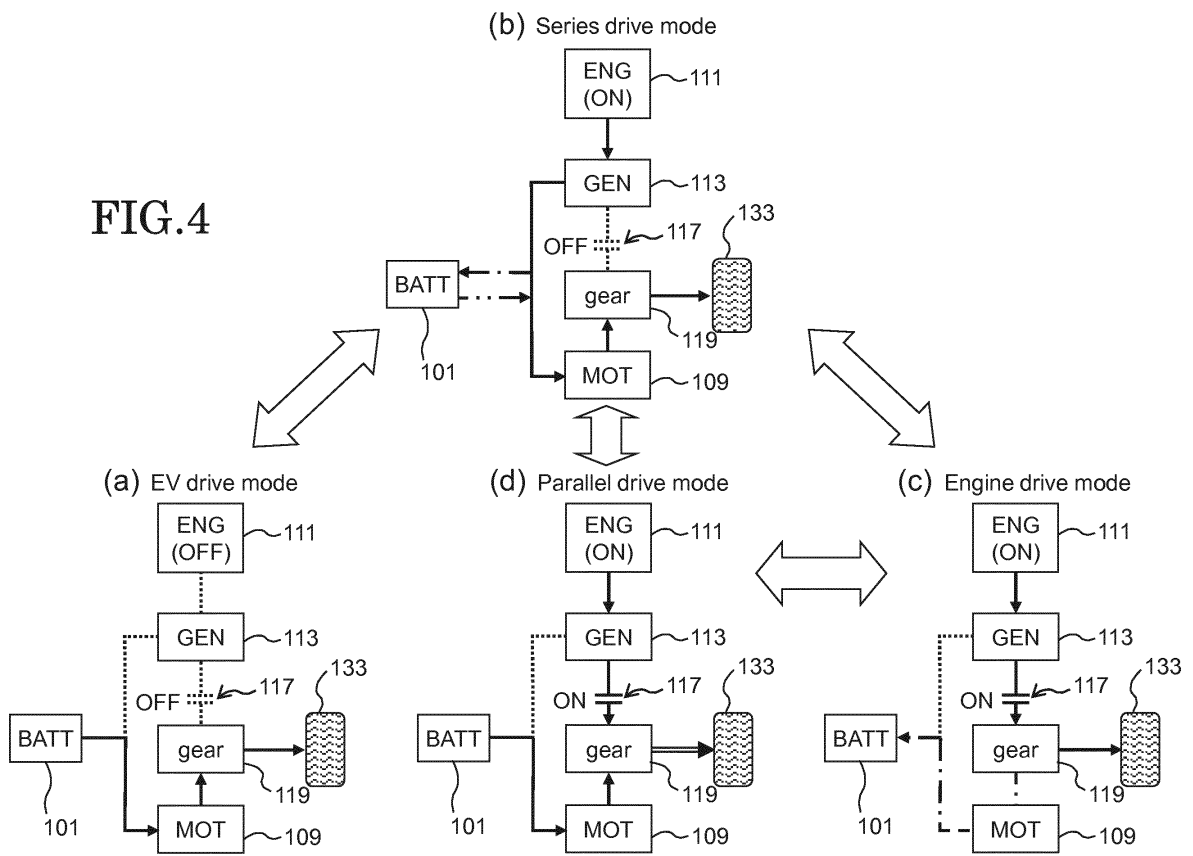 FIG.4
(b) Series drive mode
ENG
(ON)
111
GEN
113
OFF
117
133
BATT
101
gear
119
MOT
109
(a) EV drive mode
ENG
(OFF)
111
GEN
113
OFF
117
133
BATT
101
gear
119
MOT
109
(d) Parallel drive mode
ENG
(ON)
111
GEN
113
ON
117
133
BATT
101
gear
119
MOT
109
(c) Engine drive mode
ENG
(ON)
111
GEN
113
ON
117
133
BATT
101
gear
119
MOT
109